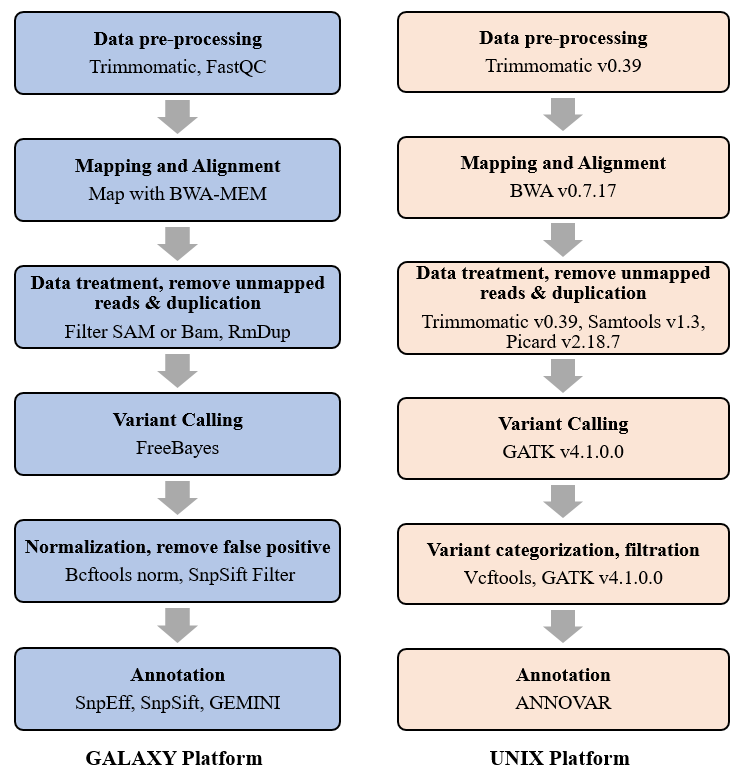 Data pre-processing
Trimmomatic, FastQC
Mapping and Alignment
Map with BWA-MEM
Data treatment, remove unmapped
reads & duplication
Filter SAM or Bam, RmDup
Variant Calling
FreeBayes
Normalization, remove false positive
Bcftools norm, SnpSift Filter
Annotation
SnpEff, SnpSift, GEMINI
GALAXY Platform
Data pre-processing
Trimmomatic v0.39
Mapping and Alignment
BWA v0.7.17
Data treatment, remove unmapped
reads & duplication
Trimmomatic v0.39, Samtools v1.3,
Picard v2.18.7
Variant Calling
GATK v4.1.0.0
Variant categorization, filtration
Vcftools, GATK v4.1.0.0
Annotation
ANNOVAR
UNIX Platform